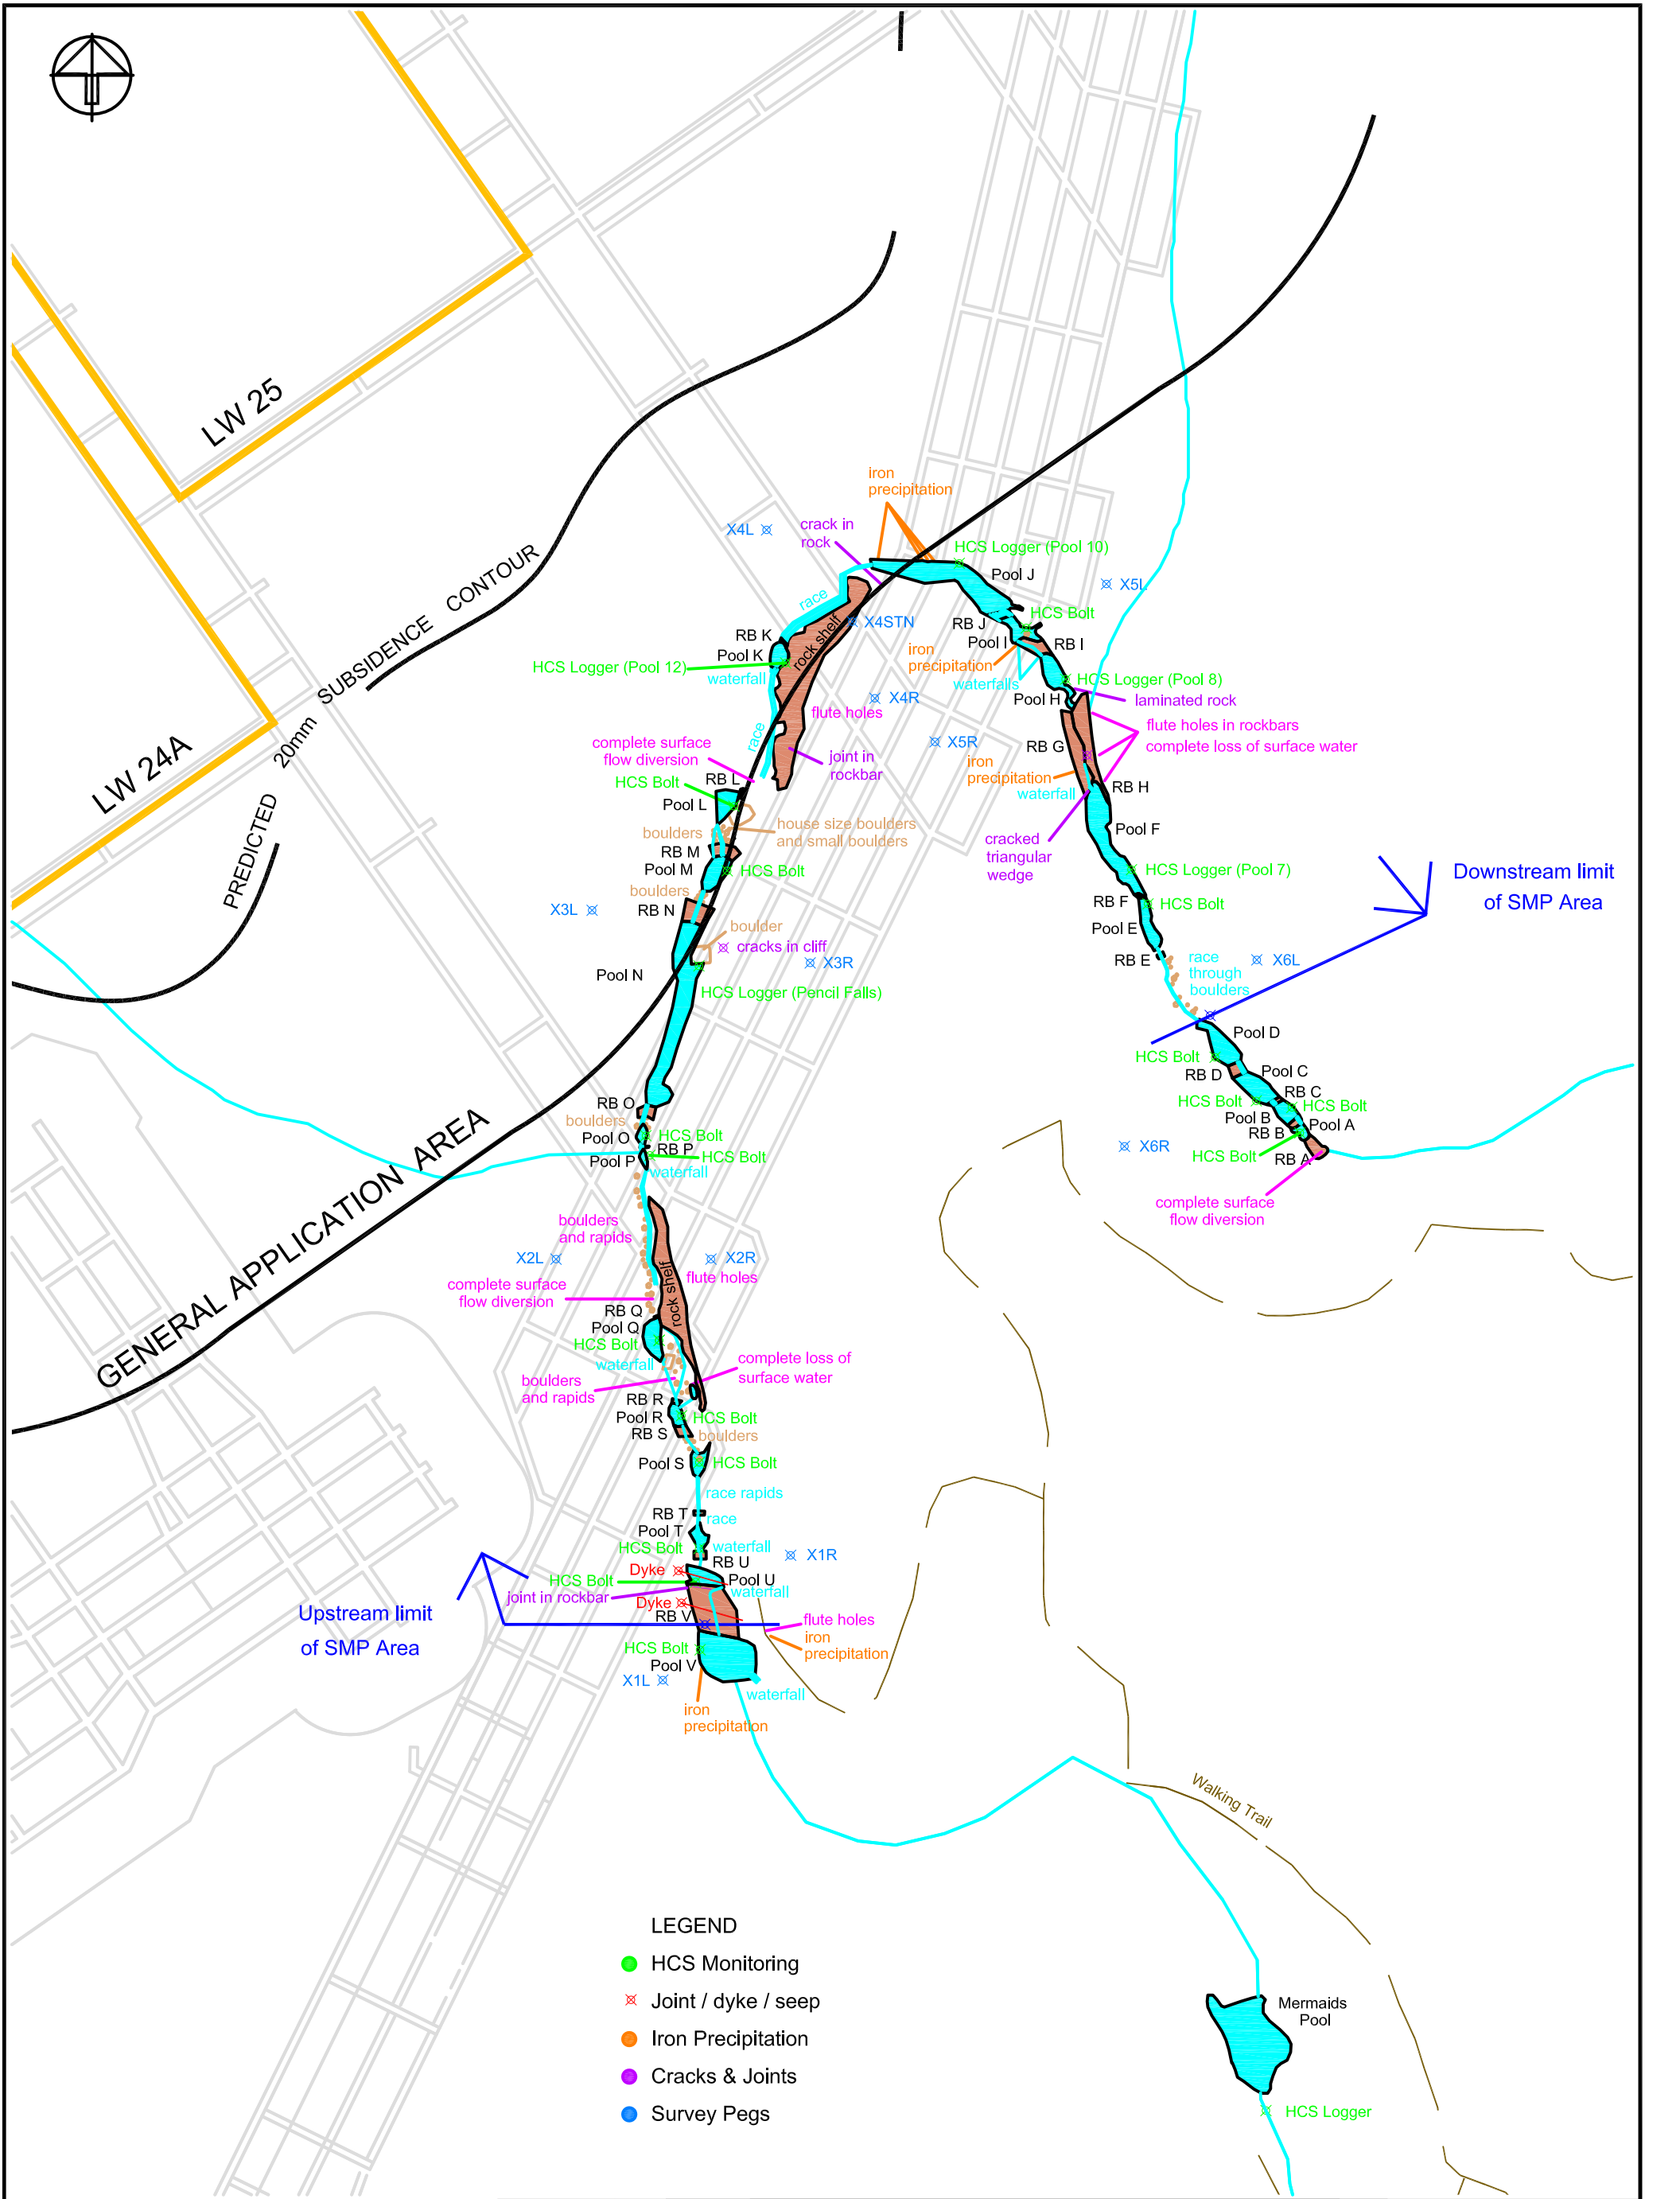 LW 25
LW 24A
PREDICTED 20mm SUBSIDENCE CONTOUR
GENERAL APPLICATION AREA
iron
precipitation
X4L
crack in
rock
HCS Logger (Pool 10)
Pool J
X5L
race
HCS Bolt
RB J
X4STN
RB K
Pool K
rock shelf
Pool I
RB I
iron
precipitation
HCS Logger (Pool 12)
waterfall
waterfalls
HCS Logger (Pool 8)
Pool H
laminated rock
X4R
flute holes
flute holes in rockbars
complete loss of surface water
race
complete surface
flow diversion
X5R
RB G
joint in
rockbar
iron
precipitation
waterfall
HCS Bolt
RB L
RB H
Pool L
house size boulders
and small boulders
boulders
Pool F
cracked
triangular
wedge
RB M
Pool M
HCS Bolt
HCS Logger (Pool 7)
Downstream limit
of SMP Area
boulders
X3L
RB N
RB F
HCS Bolt
boulder
Pool E
cracks in cliff
X3R
RB E
race
through
boulders
X6L
Pool N
HCS Logger (Pencil Falls)
Pool D
HCS Bolt
RB D
Pool C
RB C
HCS Bolt
HCS Bolt
Pool B
Pool A
RB B
HCS Bolt
RB A
X6R
complete surface
flow diversion
RB O
boulders
Pool O
HCS Bolt
RB P
Pool P
HCS Bolt
waterfall
boulders
and rapids
X2L
X2R
flute holes
rock shelf
complete surface
flow diversion
RB Q
Pool Q
HCS Bolt
waterfall
complete loss of
surface water
boulders
and rapids
RB R
Pool R
HCS Bolt
RB S
boulders
Pool S
HCS Bolt
race rapids
RB T
race
Pool T
HCS Bolt
waterfall
X1R
RB U
Dyke
HCS Bolt
Pool U
joint in rockbar
waterfall
Dyke
RB V
flute holes
iron
precipitation
Upstream limit
of SMP Area
HCS Bolt
Pool V
X1L
waterfall
iron
precipitation
Walking Trail
Mermaids
Pool
HCS Logger
LEGEND
HCS Monitoring
Joint / dyke / seep
Iron Precipitation
Cracks & Joints
Survey Pegs